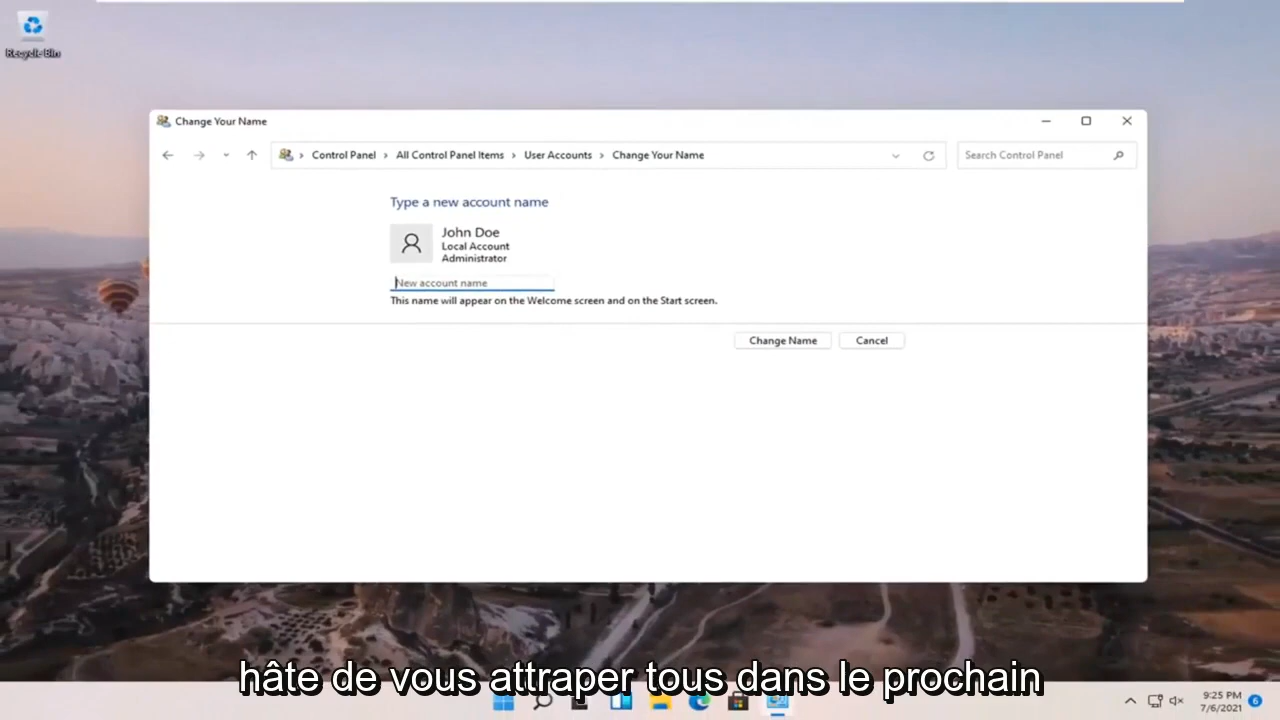 Recycle Bin
Change Your Name
Control Panel › All Control Panel Items › User Accounts › Change Your Name
Search Control Panel
Type a new account name
John Doe
Local Account
Administrator
New account name
This name will appear on the Welcome screen and on the Start screen.
Change Name
Cancel
hâte de vous attraper tous dans le prochain
9:25 PM
7/6/2021
6